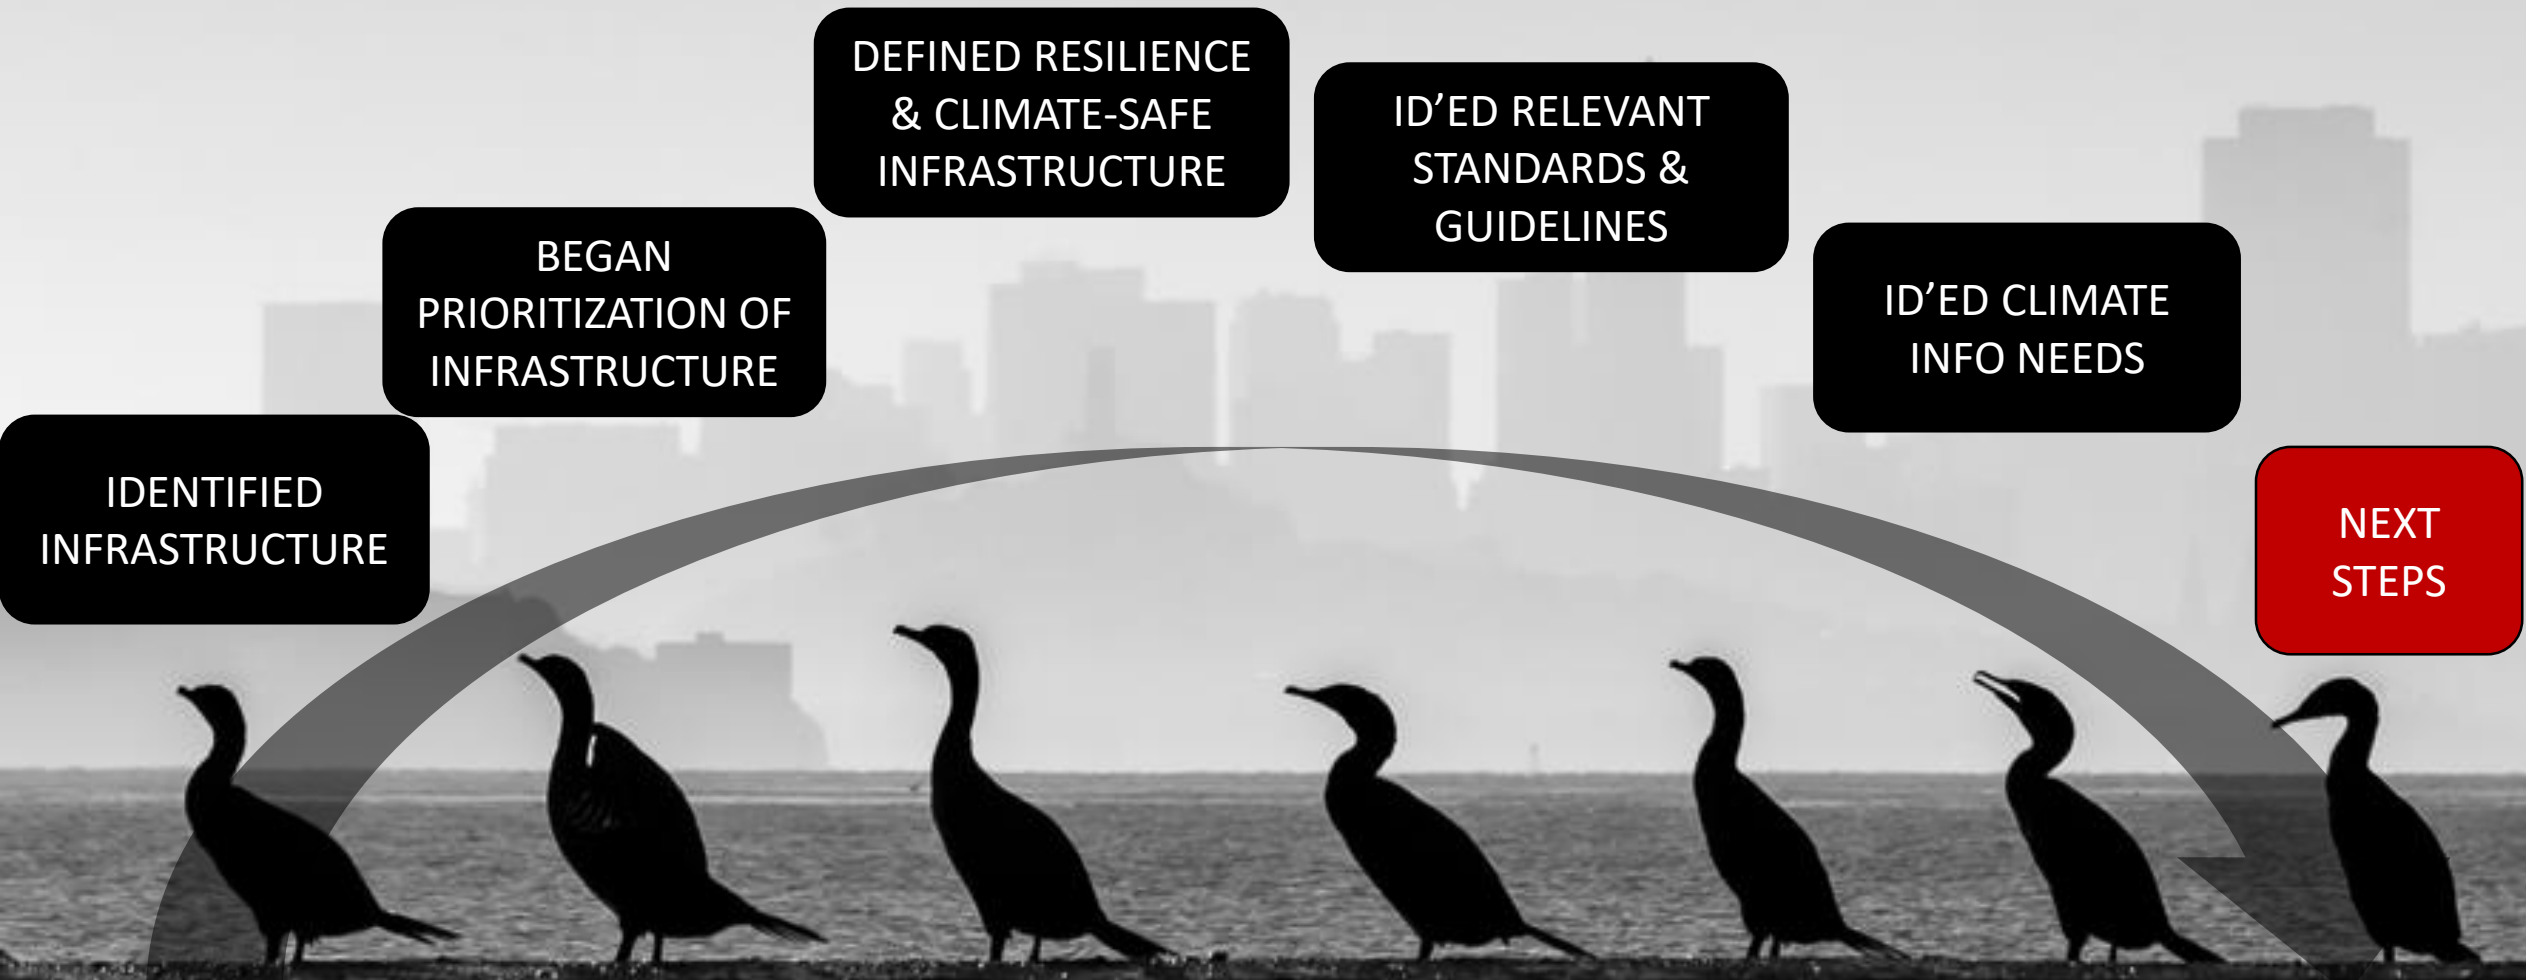 IDENTIFIED
INFRASTRUCTURE
BEGAN
PRIORITIZATION OF
INFRASTRUCTURE
DEFINED RESILIENCE
& CLIMATE-SAFE
INFRASTRUCTURE
ID’ED RELEVANT
STANDARDS &
GUIDELINES
ID’ED CLIMATE
INFO NEEDS
NEXT
STEPS